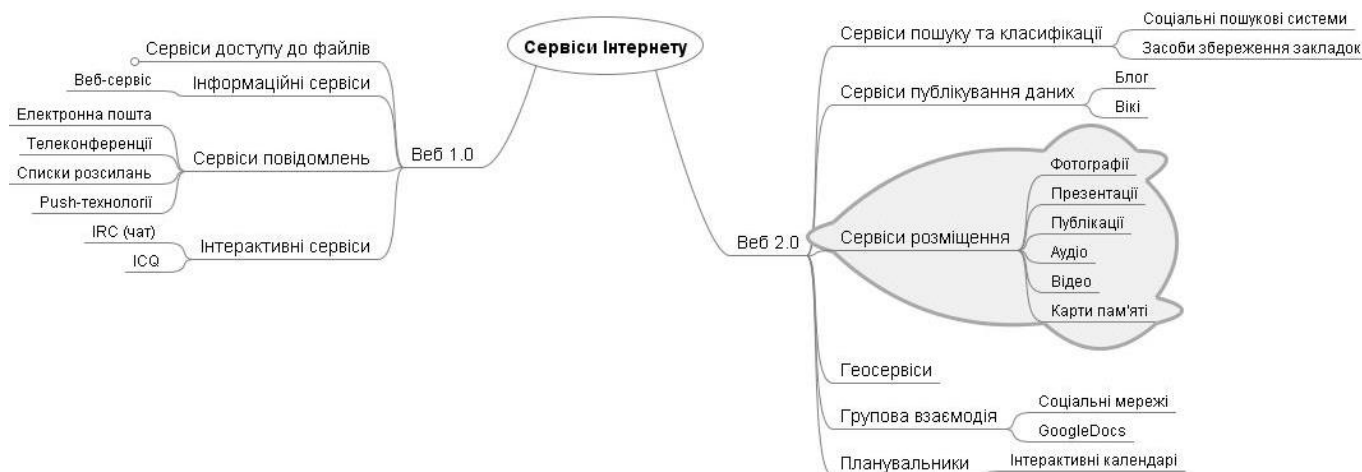 Сервіси Інтернету
Веб 1.0
Сервіси доступу до файлів
Інформаційні сервіси
Веб-сервіс
Сервіси повідомлень
Електронна пошта
Телеконференції
Списки розсилань
Push-технології
Інтерактивні сервіси
IRC (чат)
ICQ
Веб 2.0
Сервіси пошуку та класифікації
Соціальні пошукові системи
Засоби збереження закладок
Сервіси публікування даних
Блог
Вікі
Сервіси розміщення
Фотографії
Презентації
Публікації
Аудіо
Відео
Карти пам'яті
Геосервіси
Групова взаємодія
Соціальні мережі
GoogleDocs
Планувальники
Інтерактивні календарі